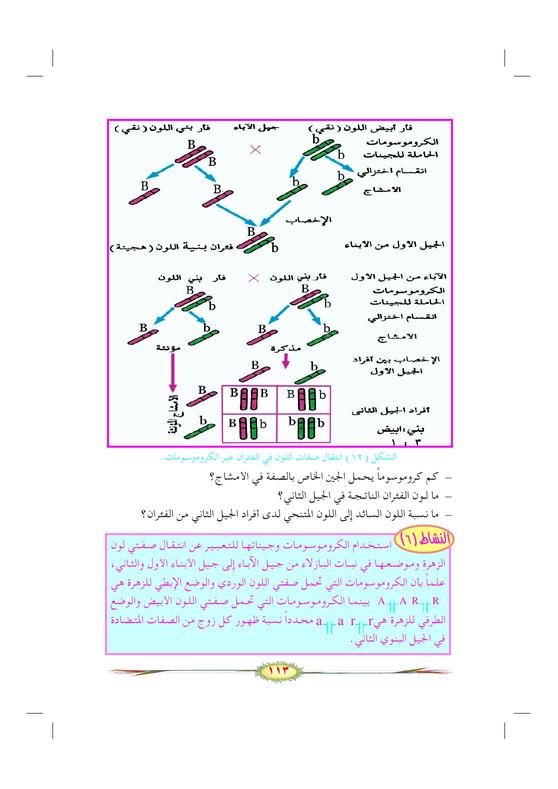 فأر أبيض اللون (نقي) جيل الآباء فأر بني اللون (نقي)
b B
× b B
الكروموسومات
الحاملة للجينات
انقسام اختزالي
b b B B
الأمشاج
الإخصاب
B
الجيل الأول من الأبناء b فئران بنية اللون (هجينة)
الآباء من الجيل الأول فأر بني اللون × فأر بني اللون
الكروموسومات B B
الحاملة للجينات b b
انقسام اختزالي
b B b B
الأمشاج
مذكرة مؤنثة
الإخصاب بين أفراد
الجيل الأول
b B
الأمشاج المؤنثة
B B b B B
أفراد الجيل الثاني
b B b b b
بني : أبيض
٣ : ١
الشكل (١٢) انتقال صفات اللون في الفئران عبر الكروموسومات.
– كم كروموسوماً يحمل الجين الخاص بالصفة في الأمشاج؟
– ما لون الفئران الناتجة في الجيل الثاني؟
– ما نسبة اللون السائد إلى اللون المتنحي لدى أفراد الجيل الثاني من الفئران؟
النشاط (٦) استخدام الكروموسومات وجيناتها للتعبير عن انتقال صفتي لون
الزهرة وموضعها في نبات البازلاء من جيل الآباء إلى جيل الأبناء الأول والثاني،
علماً بأن الكروموسومات التي تحمل صفتي اللون الوردي والوضع الإبطي للزهرة هي
A A R R بينما الكروموسومات التي تحمل صفتي اللون الأبيض والوضع
الطرفي للزهرة هي a a r r محدداً نسبة ظهور كل زوج من الصفات المتضادة
في الجيل البنوي الثاني.
١١٣